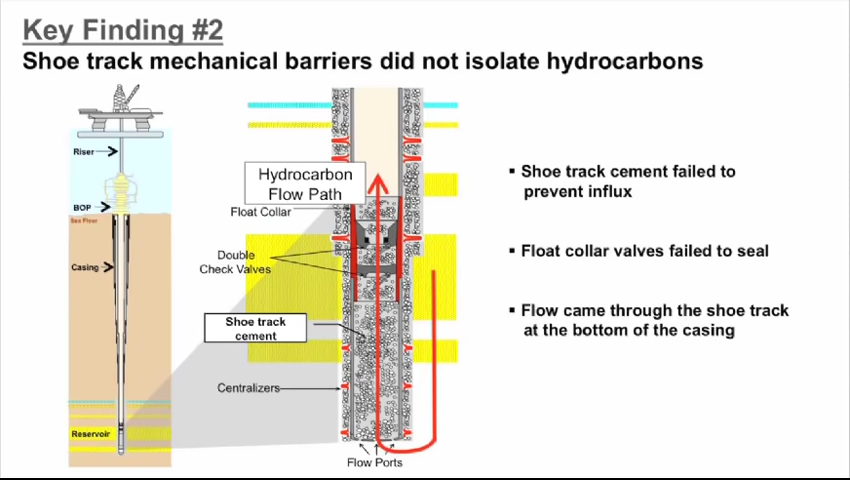 Key Finding #2
Shoe track mechanical barriers did not isolate hydrocarbons
Riser
BOP
Sea Floor
Casing
Reservoir
Hydrocarbon
Flow Path
Float Collar
Double
Check Valves
Shoe track
cement
Centralizers
Flow Ports
▪ Shoe track cement failed to
prevent influx
▪ Float collar valves failed to seal
▪ Flow came through the shoe track
at the bottom of the casing